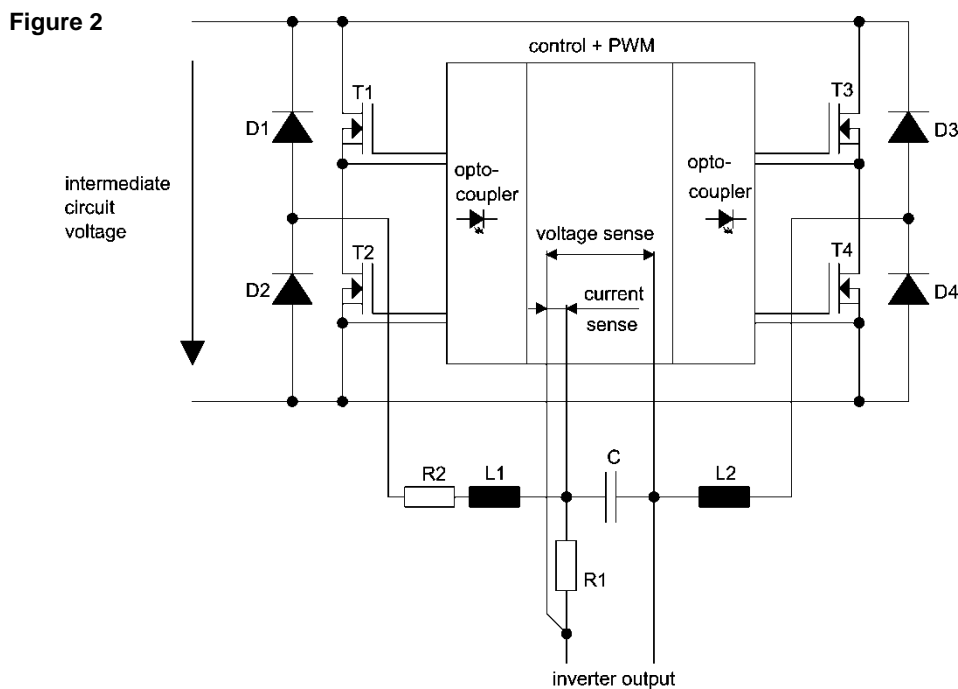 Figure 2
control + PWM
T1
T3
D1
D3
opto-
coupler
opto-
coupler
intermediate
circuit
voltage
voltage sense
T2
T4
D2
D4
current
sense
R2
L1
C
L2
R1
inverter output